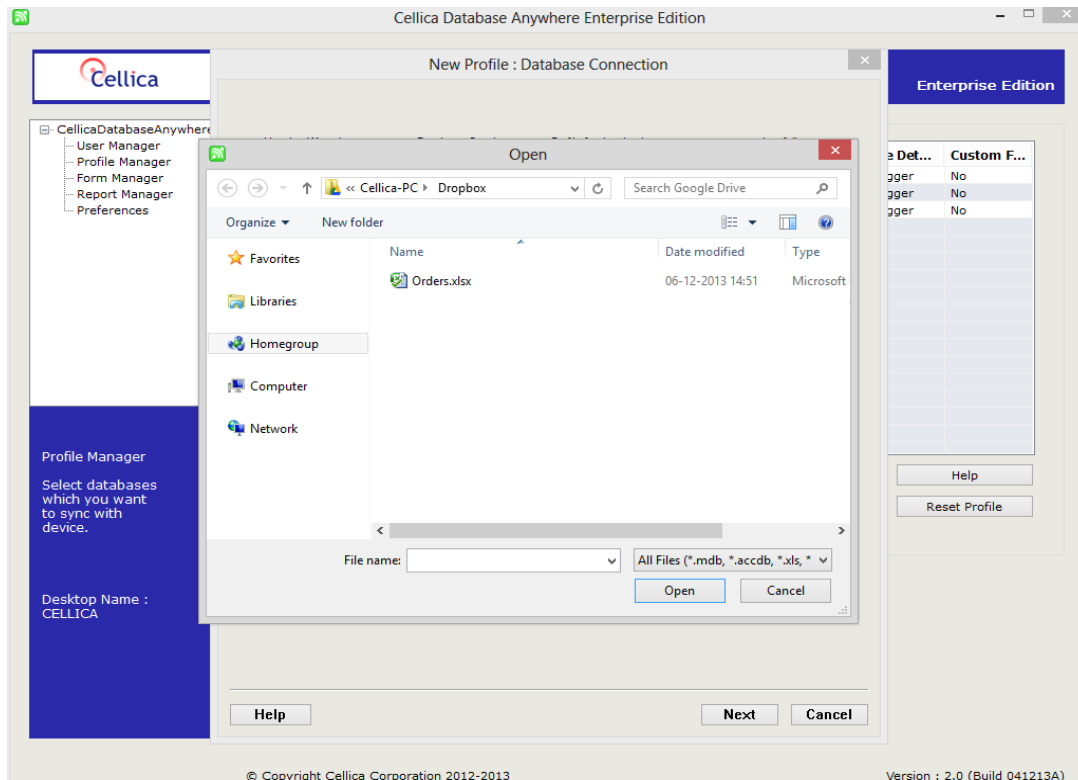 Cellica Database Anywhere Enterprise Edition
Cellica
Enterprise Edition
CellicaDatabaseAnywhere
User Manager
Profile Manager
Form Manager
Report Manager
Preferences
New Profile : Database Connection
Open
« Cellica-PC Dropbox
Search Google Drive
Organize
New folder
Favorites
Libraries
Homegroup
Computer
Network
Name Date modified Type
Orders.xlsx 06-12-2013 14:51 Microsoft
File name:
All Files (*.mdb, *.accdb, *.xls, *
Open Cancel
e Det... Custom F...
gger No
gger No
gger No
Help
Reset Profile
Profile Manager
Select databases
which you want
to sync with
device.
Desktop Name :
CELLICA
Help Next Cancel
© Copyright Cellica Corporation 2012-2013
Version : 2.0 (Build 041213A)